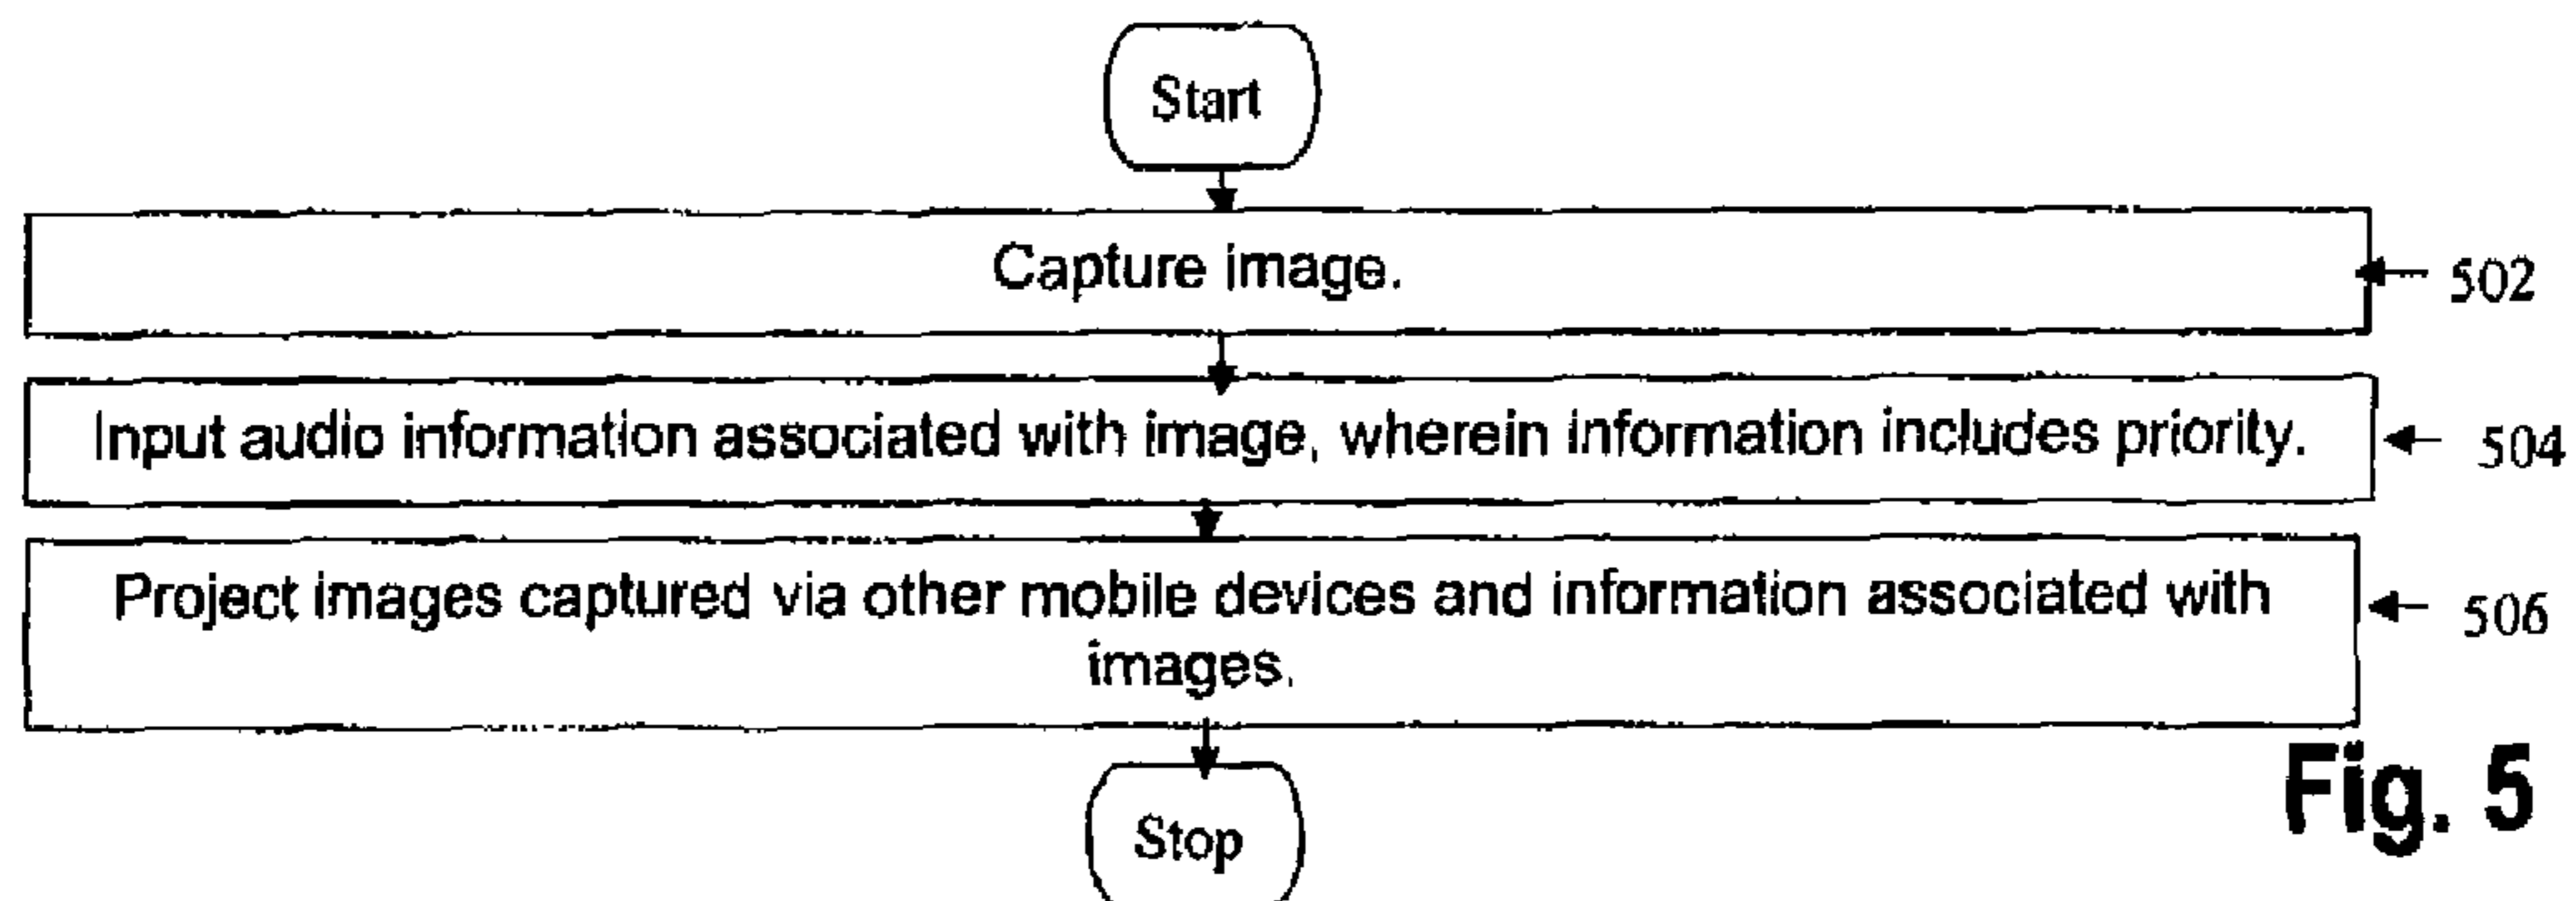 Start
Capture image.
502
Input audio information associated with image, wherein information includes priority.
504
Project images captured via other mobile devices and information associated with
images.
506
Fig. 5
Stop